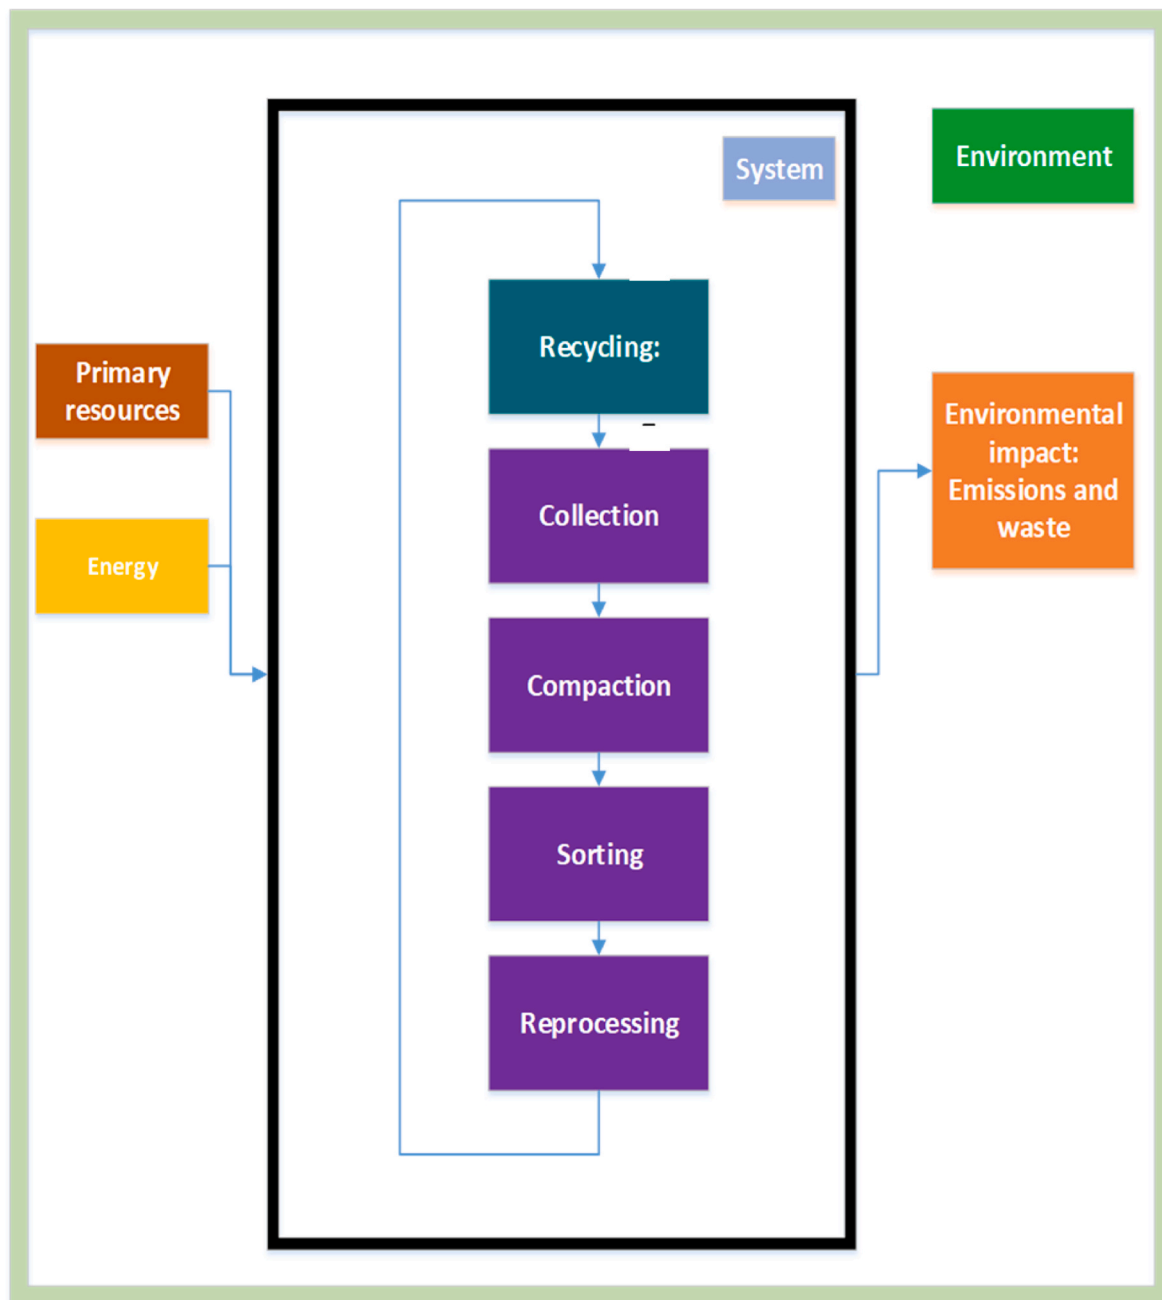 System
Environment
Recycling:
Primary
resources
Environmental
impact:
Emissions and
waste
–
Collection
Energy
Compaction
Sorting
Reprocessing